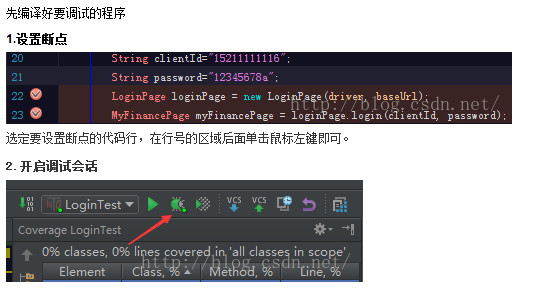 先编译好要调试的程序
1.设置断点
20 String clientId="15211111116";
21 String password="12345678a";
22 LoginPage loginPage = new LoginPage(driver, baseUrl);
23 MyFinancePage myFinancePage = loginPage.login(clientId, password);
http://blog.csdn.net/
选定要设置断点的代码行，在行号的区域后面单击鼠标左键即可。
2. 开启调试会话
LoginTest VCS VCS
Coverage LoginTest
0% classes, 0% lines covered in 'all classes in scope'
http://blog.csdn.net/
Element Class, % Method, % Line, %